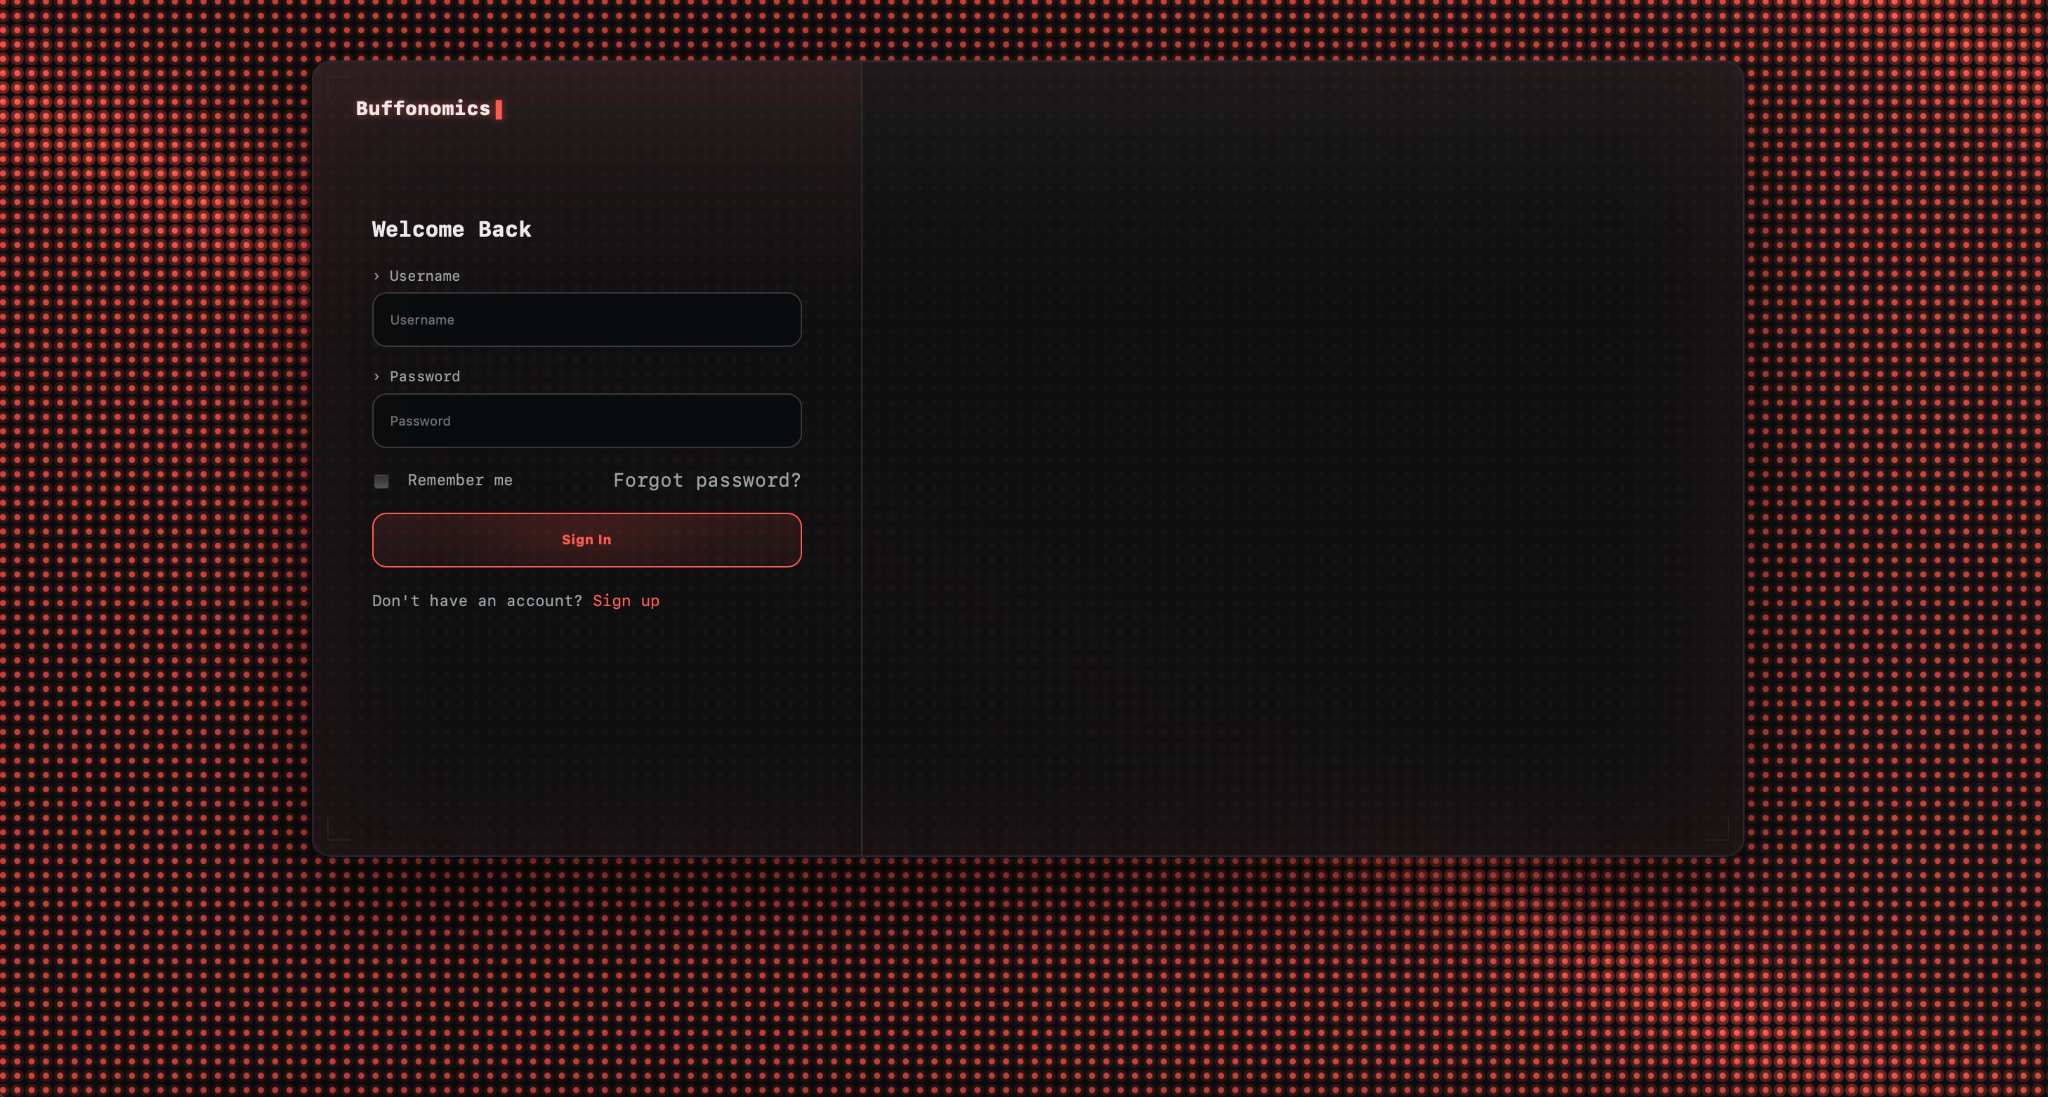 Buffonomics
Welcome Back
› Username
Username
› Password
Password
Remember me
Forgot password?
Sign In
Don't have an account? Sign up